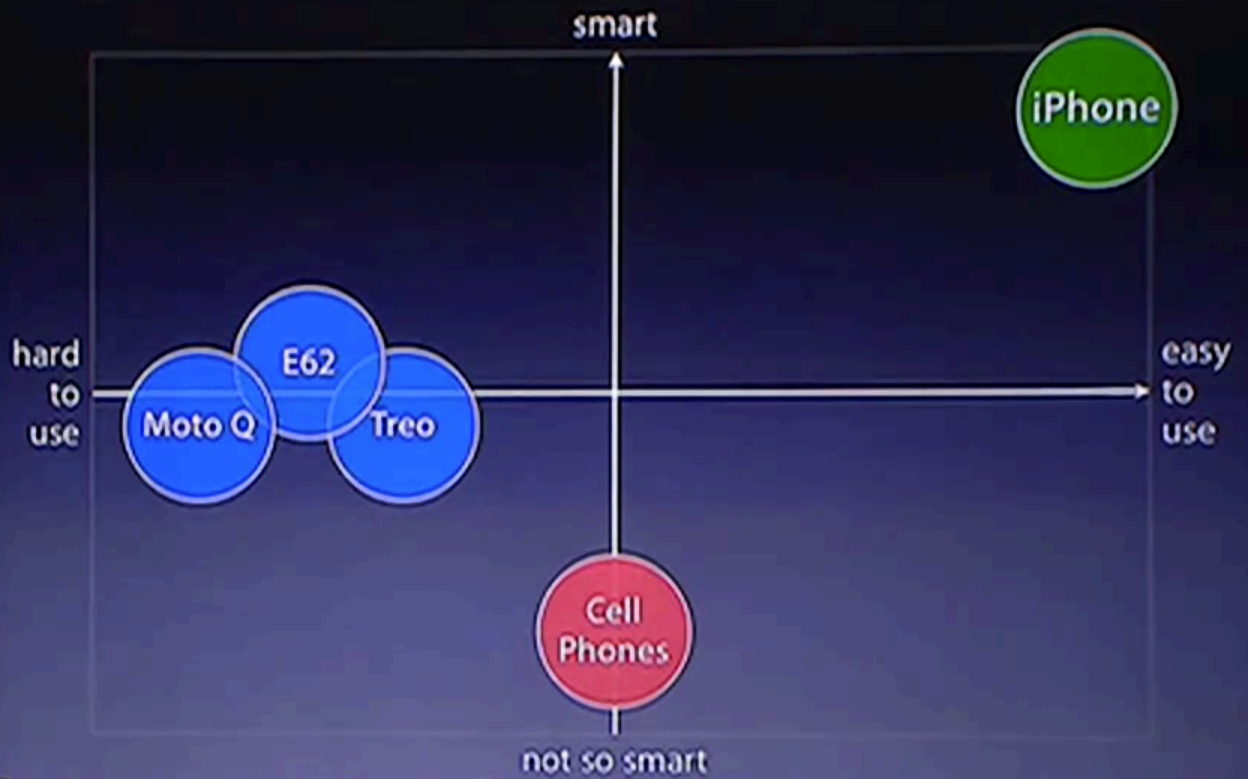 smart
iPhone
hard
to
use
E62
Moto Q
Treo
easy
to
use
Cell
Phones
not so smart